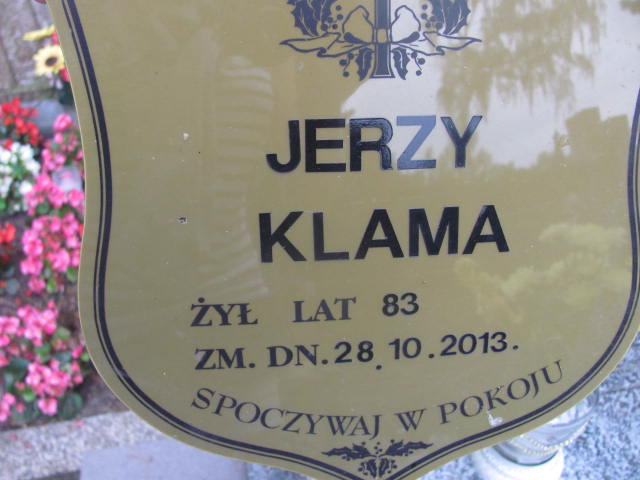 JERZY
KLAMA
ŻYŁ LAT 83
ZM. DN. 28.10.2013.
SPOCZYWAJ W POKOJU